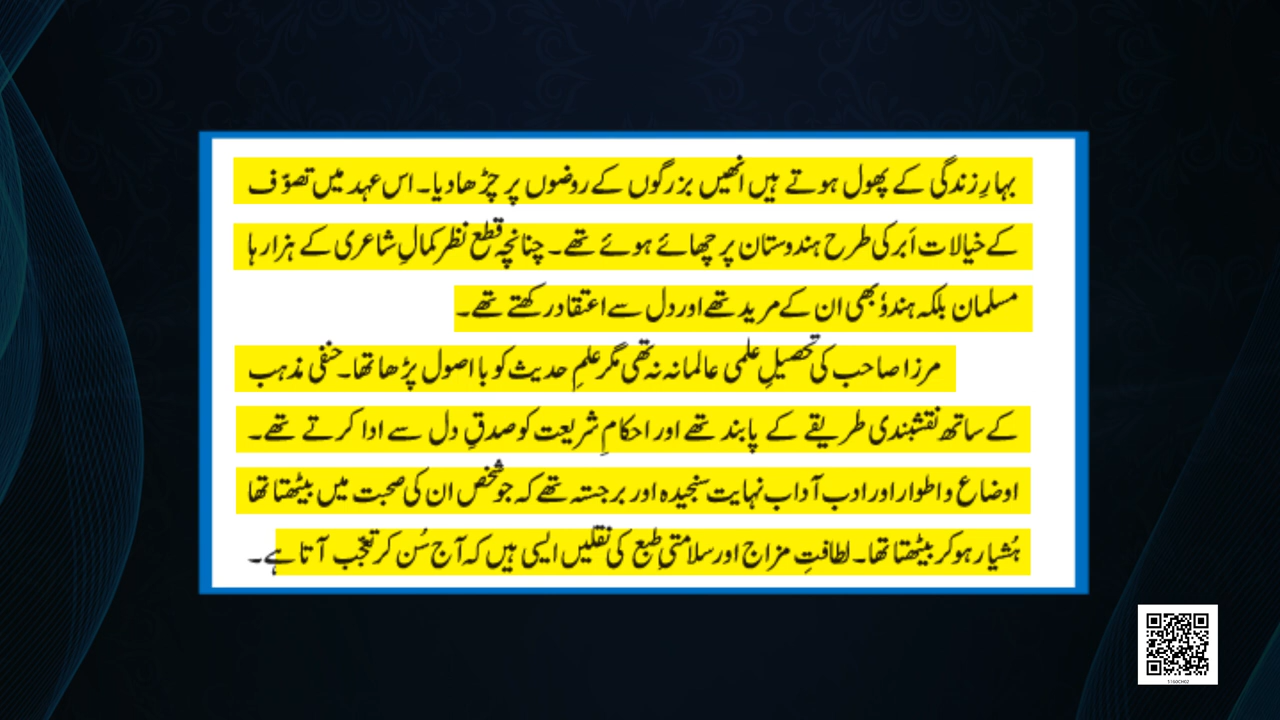 بہارِ زندگی کے پھول ہوتے ہیں انھیں بزرگوں کے روضوں پر چڑھا دیا۔ اس عہد میں تصوّف
کے خیالات اَبر کی طرح ہندوستان پر چھائے ہوئے تھے۔ چنانچہ قطع نظر کمالِ شاعری کے ہزارہا
مسلمان بلکہ ہندوٗ بھی ان کے مرید تھے اور دل سے اعتقاد رکھتے تھے۔
مرزا صاحب کی تحصیلِ علمی عالمانہ نہ تھی مگر علمِ حدیث کو بااصول پڑھا تھا۔ حنفی مذہب
کے ساتھ نقشبندی طریقے کے پابند تھے اور احکامِ شریعت کو صدقِ دل سے ادا کرتے تھے۔
اوضاع و اطوار اور ادب آداب نہایت سنجیدہ اور برجستہ تھے کہ جو شخص ان کی صحبت میں بیٹھتا تھا
ہُشیار ہو کر بیٹھتا تھا۔ لطافتِ مزاج اور سلامتیِ طبع کی نقلیں ایسی ہیں کہ آج سُن کر تعجّب آتا ہے۔
1160CH02